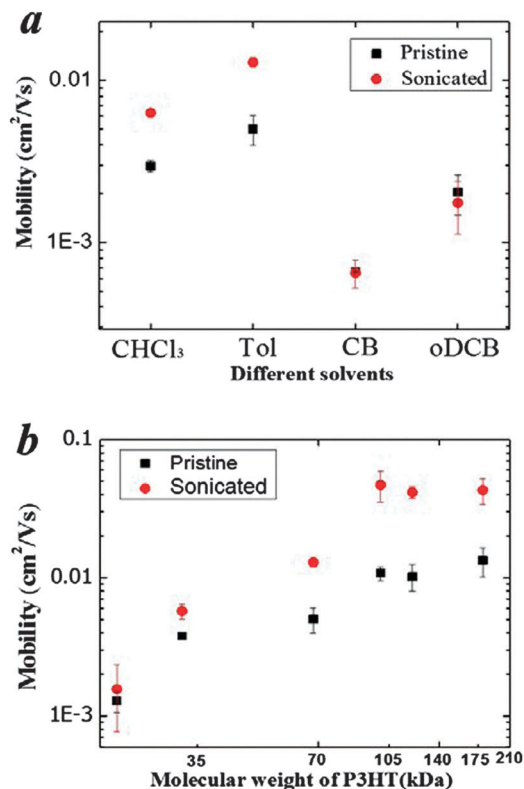 a
Pristine
Sonicated
0.01
1E-3
Mobility (cm²/Vs)
CHCl₃ Tol CB oDCB
Different solvents
b
0.1
Pristine
Sonicated
0.01
1E-3
Mobility (cm²/Vs)
35 70 105 140 175 210
Molecular weight of P3HT(kDa)